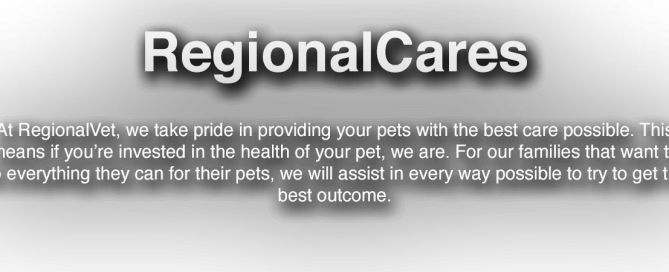 RegionalCares
At RegionalVet, we take pride in providing your pets with the best care possible. This
means if you're invested in the health of your pet, we are. For our families that want
everything they can for their pets, we will assist in every way possible to try to get
best outcome.